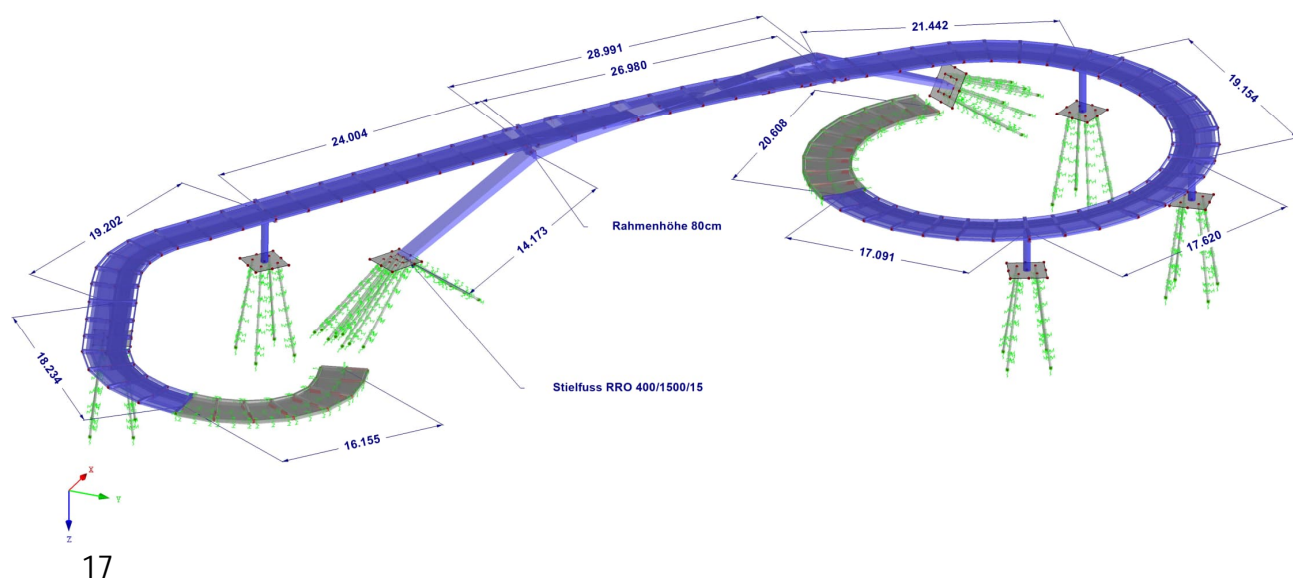 28.991
21.442
26.980
19.154
24.004
20.608
19.202
14.173
Rahmenhöhe 80cm
17.091
17.620
18.234
Stielfuss RRO 400/1500/15
16.155
X
Y
Z
17